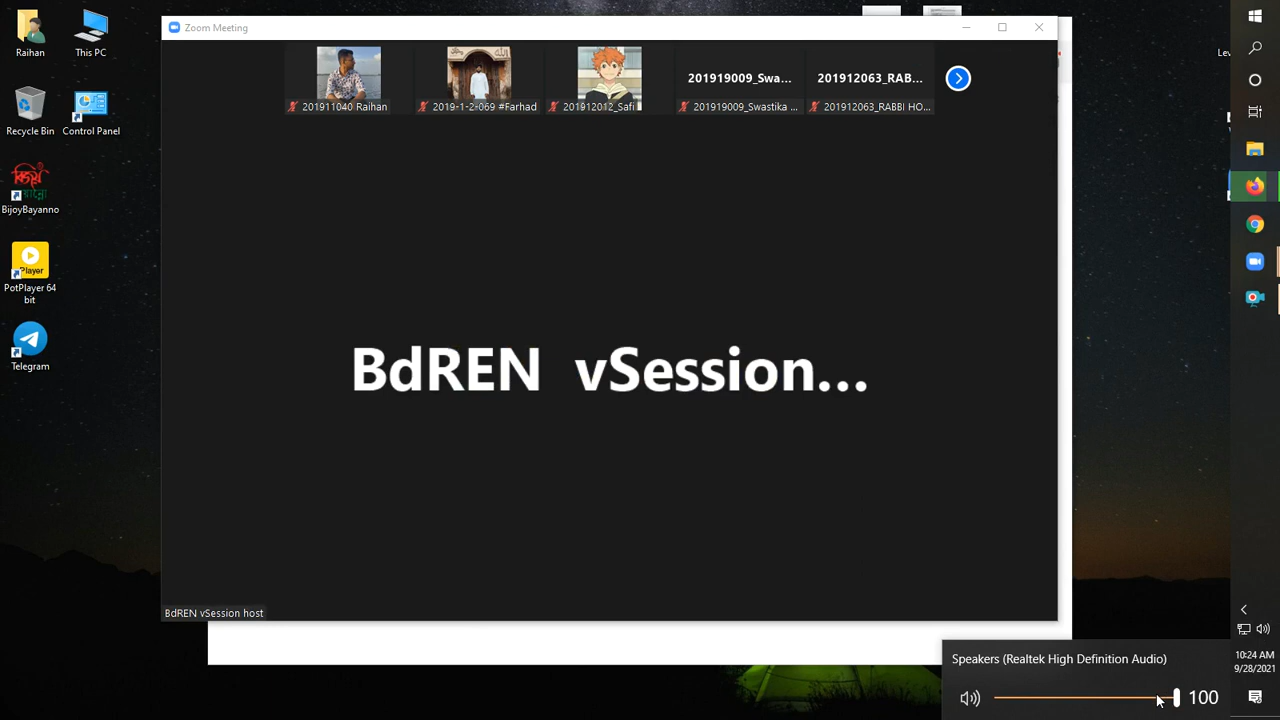 Zoom Meeting
Raihan
This PC
Recycle Bin
Control Panel
BijoyBayanno
Player
PotPlayer 64
bit
Telegram
201911040 Raihan
2019-1-2-069 #Farhad
201912012_Safi
201919009_Swa...
201919009_Swastika ...
201912063_RAB...
201912063_RABBI HO...
BdREN vSession...
BdREN vSession host
Lev
10:24 AM
9/28/2021
Speakers (Realtek High Definition Audio)
100